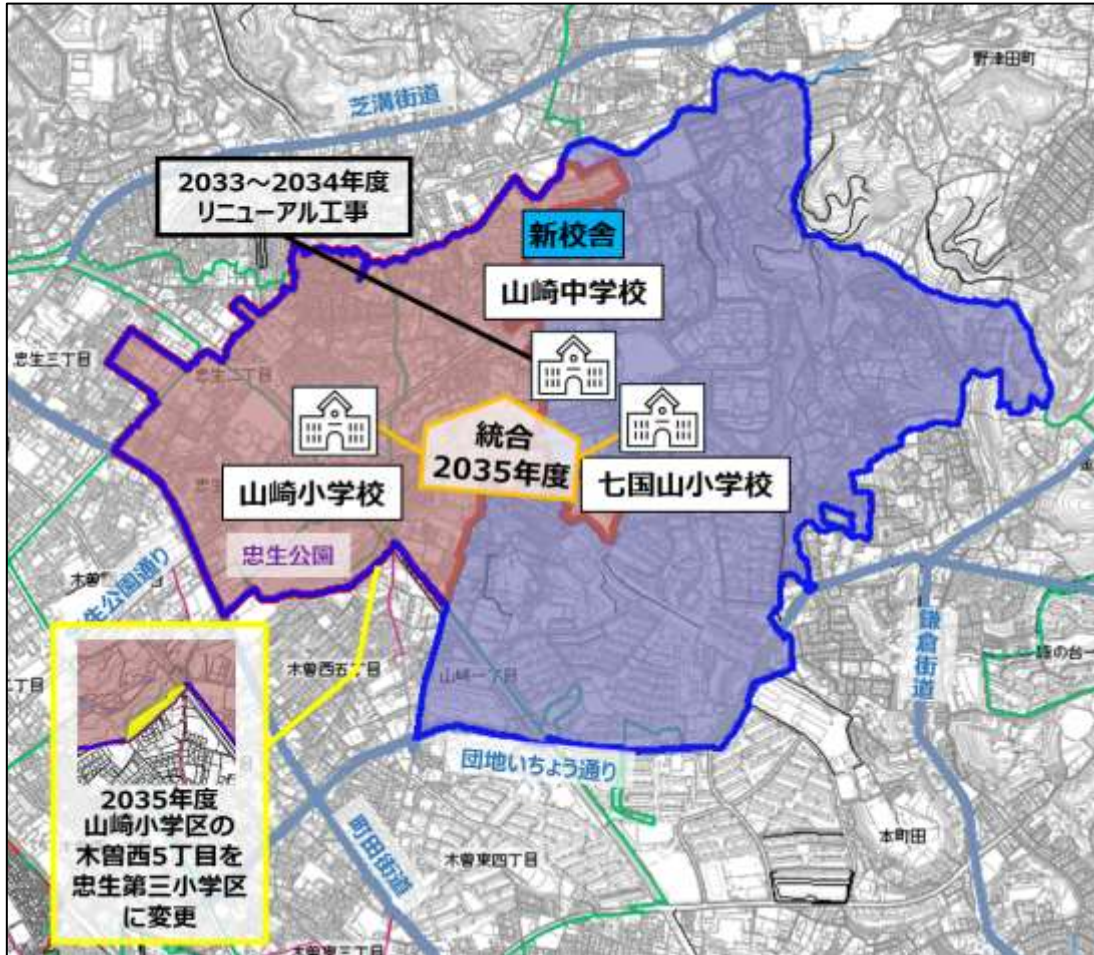 野津田町
芝溝街道
2033～2034年度
リニューアル工事
新校舎
山崎中学校
忠生三丁目
忠生二丁目
統合
2035年度
山崎小学校
七国山小学校
忠生公園
木曽西五丁目
山崎一丁目
鎌倉街道
団地いちょう通り
町田街道
本町田
木曽東四丁目
2035年度
山崎小学区の
木曽西5丁目を
忠生第三小学区
に変更